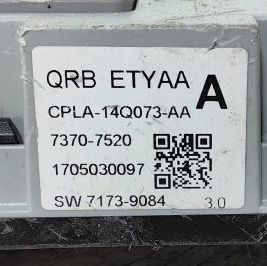 QRB ETYAA A
CPLA-14Q073-AA
7370-7520
1705030097
SW 7173-9084 3.0